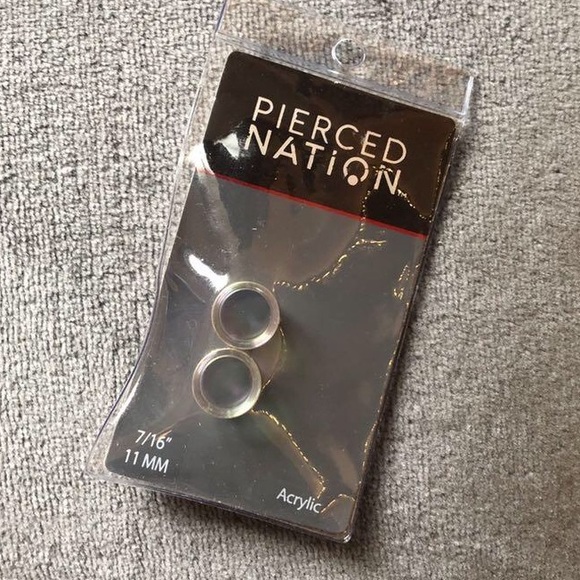 PIERCED
NATiON
7/16"
11 MM
Acrylic